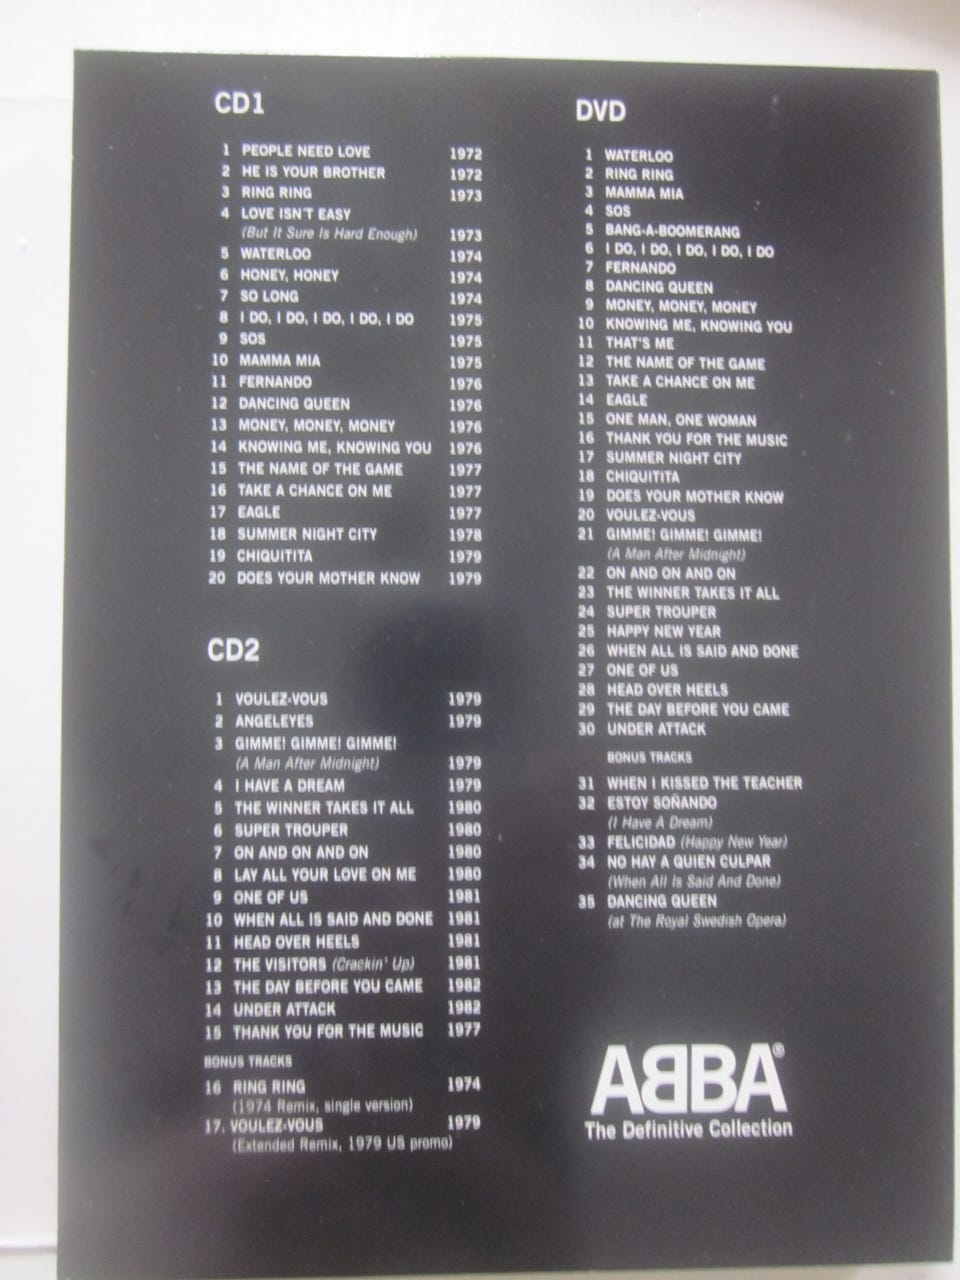 CD1
1 PEOPLE NEED LOVE 1972
2 HE IS YOUR BROTHER 1972
3 RING RING 1973
4 LOVE ISN'T EASY
(But It Sure Is Hard Enough) 1973
5 WATERLOO 1974
6 HONEY, HONEY 1974
7 SO LONG 1974
8 I DO, I DO, I DO, I DO, I DO 1975
9 SOS 1975
10 MAMMA MIA 1975
11 FERNANDO 1976
12 DANCING QUEEN 1976
13 MONEY, MONEY, MONEY 1976
14 KNOWING ME, KNOWING YOU 1976
15 THE NAME OF THE GAME 1977
16 TAKE A CHANCE ON ME 1977
17 EAGLE 1977
18 SUMMER NIGHT CITY 1978
19 CHIQUITITA 1979
20 DOES YOUR MOTHER KNOW 1979
CD2
1 VOULEZ-VOUS 1979
2 ANGELEYES 1979
3 GIMME! GIMME! GIMME!
(A Man After Midnight) 1979
4 I HAVE A DREAM 1979
5 THE WINNER TAKES IT ALL 1980
6 SUPER TROUPER 1980
7 ON AND ON AND ON 1980
8 LAY ALL YOUR LOVE ON ME 1980
9 ONE OF US 1981
10 WHEN ALL IS SAID AND DONE 1981
11 HEAD OVER HEELS 1981
12 THE VISITORS (Crackin' Up) 1981
13 THE DAY BEFORE YOU CAME 1982
14 UNDER ATTACK 1982
15 THANK YOU FOR THE MUSIC 1977
BONUS TRACKS
16 RING RING 1974
(1974 Remix, single version)
17. VOULEZ-VOUS 1979
(Extended Remix, 1979 US promo)
DVD
1 WATERLOO
2 RING RING
3 MAMMA MIA
4 SOS
5 BANG-A-BOOMERANG
6 I DO, I DO, I DO, I DO, I DO
7 FERNANDO
8 DANCING QUEEN
9 MONEY, MONEY, MONEY
10 KNOWING ME, KNOWING YOU
11 THAT'S ME
12 THE NAME OF THE GAME
13 TAKE A CHANCE ON ME
14 EAGLE
15 ONE MAN, ONE WOMAN
16 THANK YOU FOR THE MUSIC
17 SUMMER NIGHT CITY
18 CHIQUITITA
19 DOES YOUR MOTHER KNOW
20 VOULEZ-VOUS
21 GIMME! GIMME! GIMME!
(A Man After Midnight)
22 ON AND ON AND ON
23 THE WINNER TAKES IT ALL
24 SUPER TROUPER
25 HAPPY NEW YEAR
26 WHEN ALL IS SAID AND DONE
27 ONE OF US
28 HEAD OVER HEELS
29 THE DAY BEFORE YOU CAME
30 UNDER ATTACK
BONUS TRACKS
31 WHEN I KISSED THE TEACHER
32 ESTOY SOÑANDO
(I Have A Dream)
33 FELICIDAD (Happy New Year)
34 NO HAY A QUIEN CULPAR
(When All Is Said And Done)
35 DANCING QUEEN
(at The Royal Swedish Opera)
ABBA®
The Definitive Collection